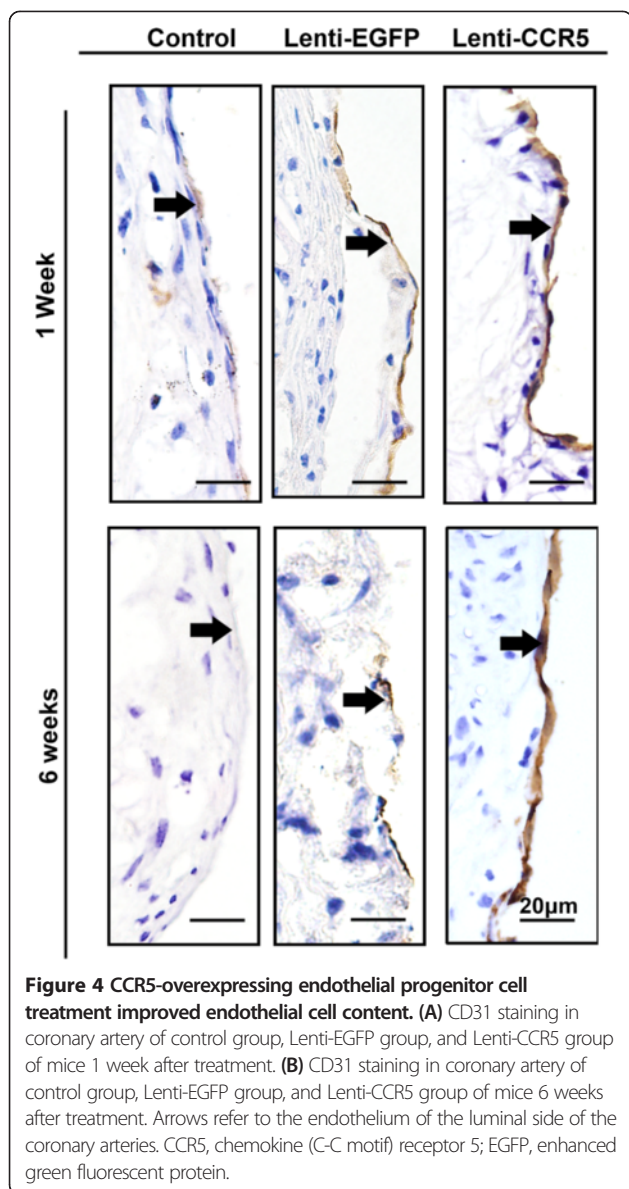 Control Lenti-EGFP Lenti-CCR5
1 Week
6 weeks
20μm
Figure 4 CCR5-overexpressing endothelial progenitor cell
treatment improved endothelial cell content. (A) CD31 staining in
coronary artery of control group, Lenti-EGFP group, and Lenti-CCR5 group
of mice 1 week after treatment. (B) CD31 staining in coronary artery of
control group, Lenti-EGFP group, and Lenti-CCR5 group of mice 6 weeks
after treatment. Arrows refer to the endothelium of the luminal side of the
coronary arteries. CCR5, chemokine (C-C motif) receptor 5; EGFP, enhanced
green fluorescent protein.